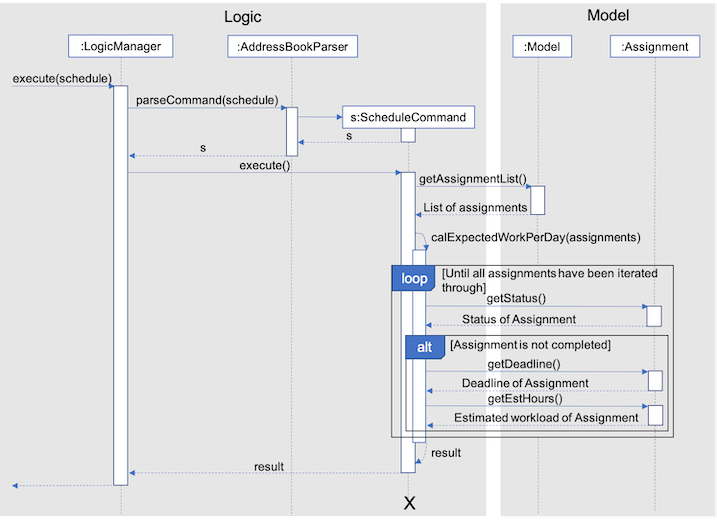 Logic
Model
:LogicManager
:AddressBookParser
:Model
:Assignment
execute(schedule)
parseCommand(schedule)
s:ScheduleCommand
s
s
execute()
getAssignmentList()
List of assignments
calExpectedWorkPerDay(assignments)
loop
[Until all assignments have been iterated
through]
getStatus()
Status of Assignment
alt
[Assignment is not completed]
getDeadline()
Deadline of Assignment
getEstHours()
Estimated workload of Assignment
result
result
X